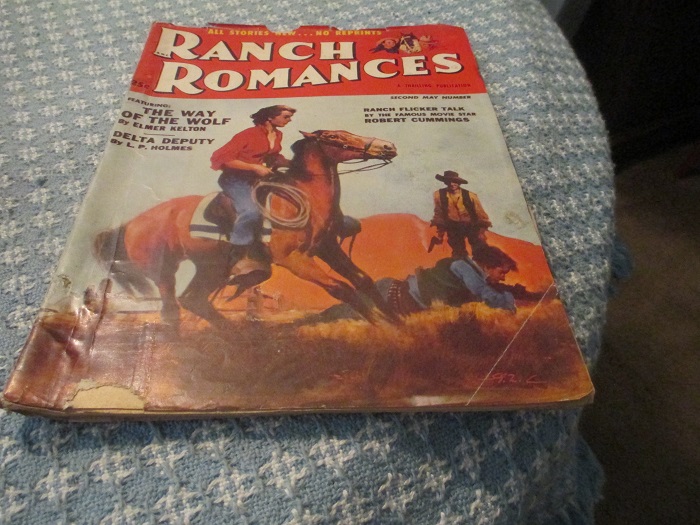 ALL STORIES NEW... NO REPRINTS
RANCH
ROMANCES
25¢
A THRILLING PUBLICATION
SECOND MAY NUMBER
FEATURING:
THE WAY
OF THE WOLF
By ELMER KELTON
DELTA DEPUTY
By L. P. HOLMES
RANCH FLICKER TALK
BY THE FAMOUS MOVIE STAR
ROBERT CUMMINGS